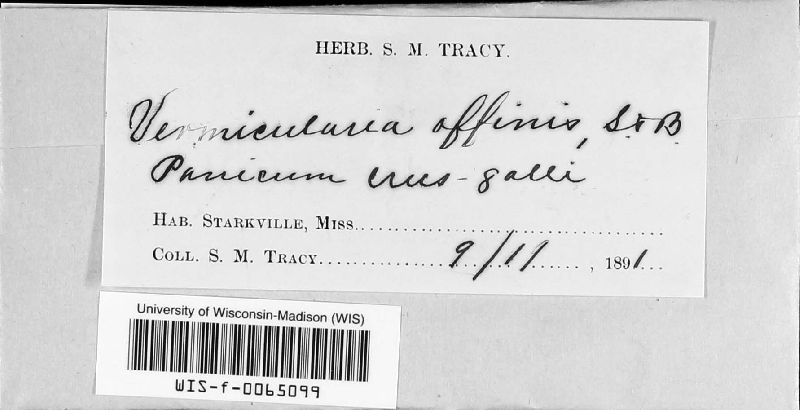 HERB. S. M. TRACY.
Vermicularia affinis, S & B.
Panicum crus-galli
HAB. STARKVILLE, MISS.
COLL. S. M. TRACY. 9/11, 1891
University of Wisconsin-Madison (WIS)
WIS-f-0065099